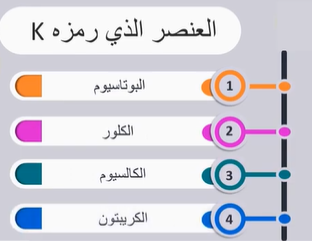 العنصر الذي رمزه K
1 البوتاسيوم
2 الكلور
3 الكالسيوم
4 الكريبتون